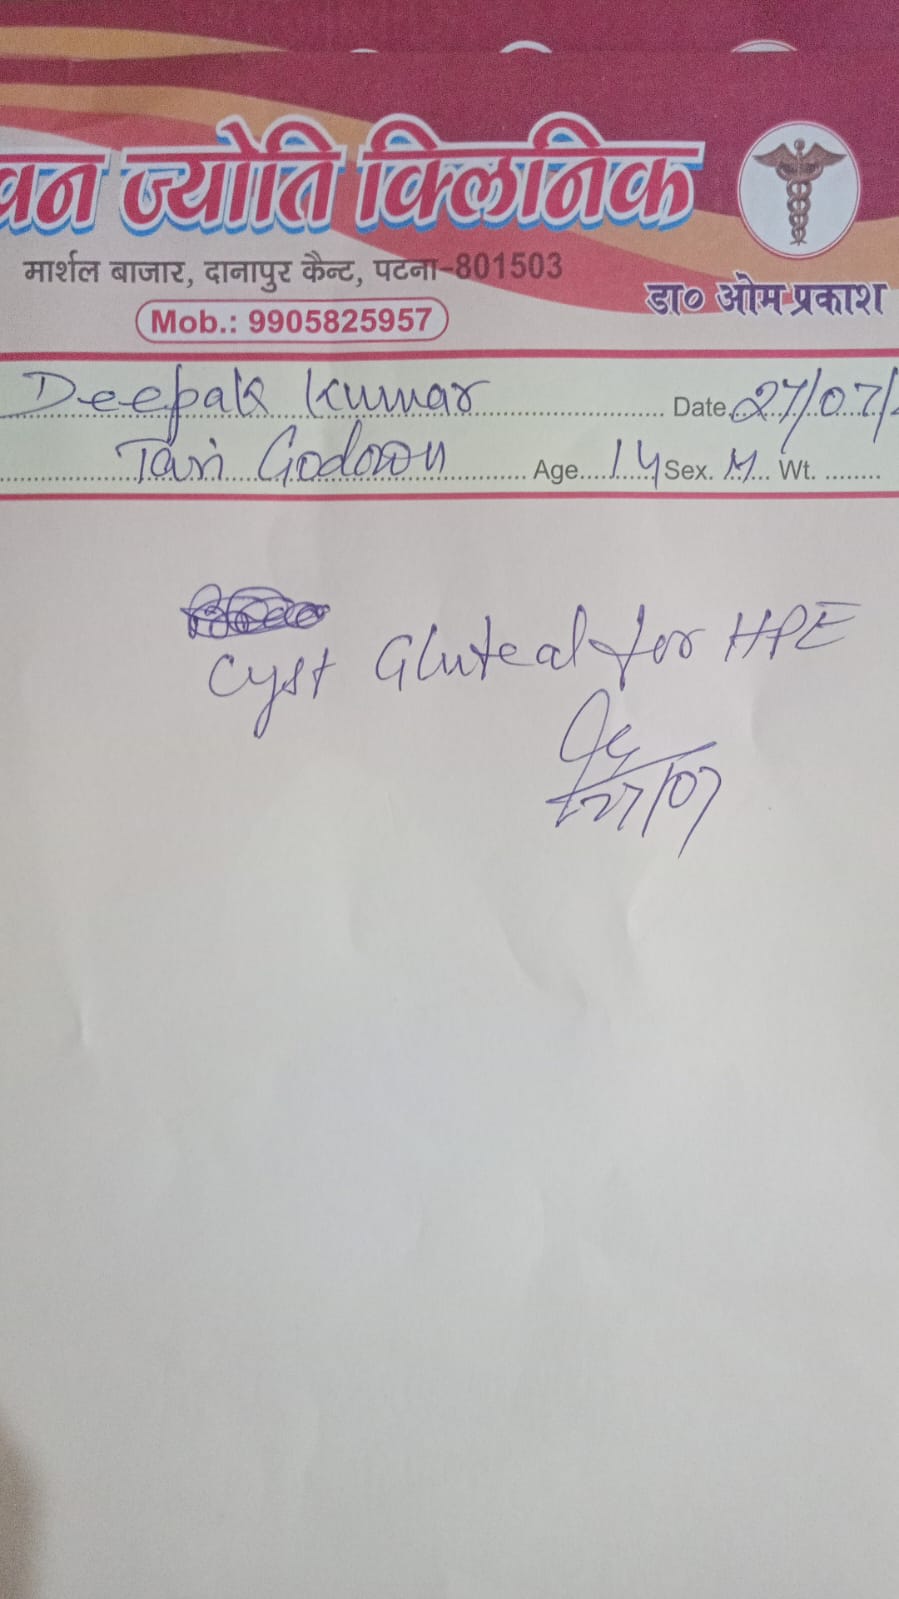 वन ज्योति क्लिनिक
मार्शल बाजार, दानापुर कैन्ट, पटना-801503
Mob.: 9905825957
डा० ओम प्रकाश
Deepak Kumar Date 27/07/
Tari Godown Age 14 Sex. M Wt.
Cyst Gluteal for HPE
27/07